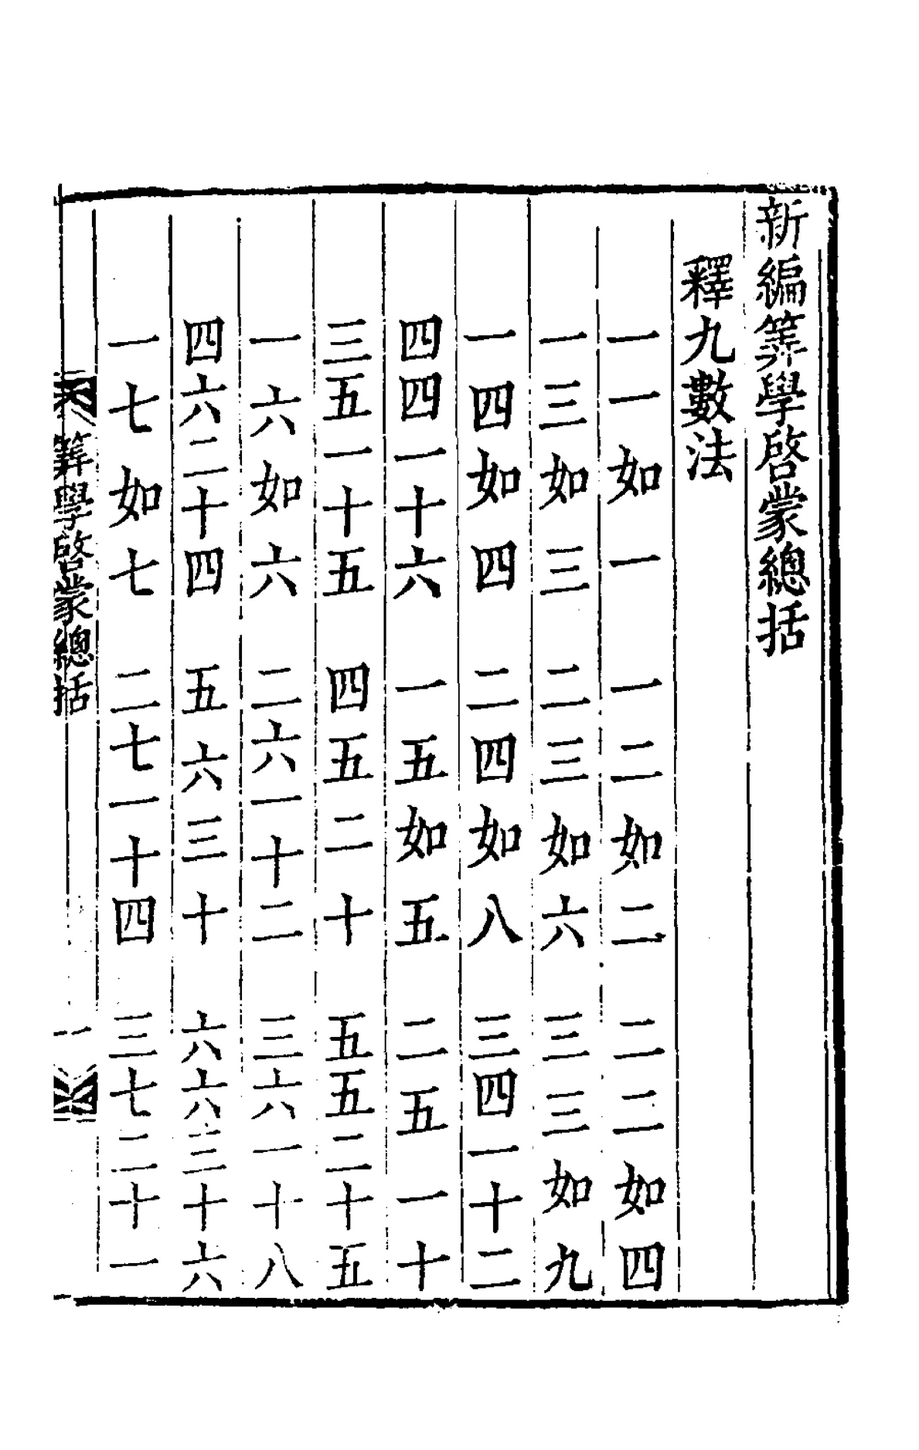 新編筭學啓蒙總括
釋九數法
一一如一 一二如二 二二如四
一三如三 二三如六 三三如九
一四如四 二四如八 三四一十二
四四一十六 一五如五 二五一十
三五一十五 四五二十 五五二十五
一六如六 二六一十二 三六一十八
四六二十四 五六三十 六六三十六
一七如七 二七一十四 三七二十一
筭學啓蒙總括 一